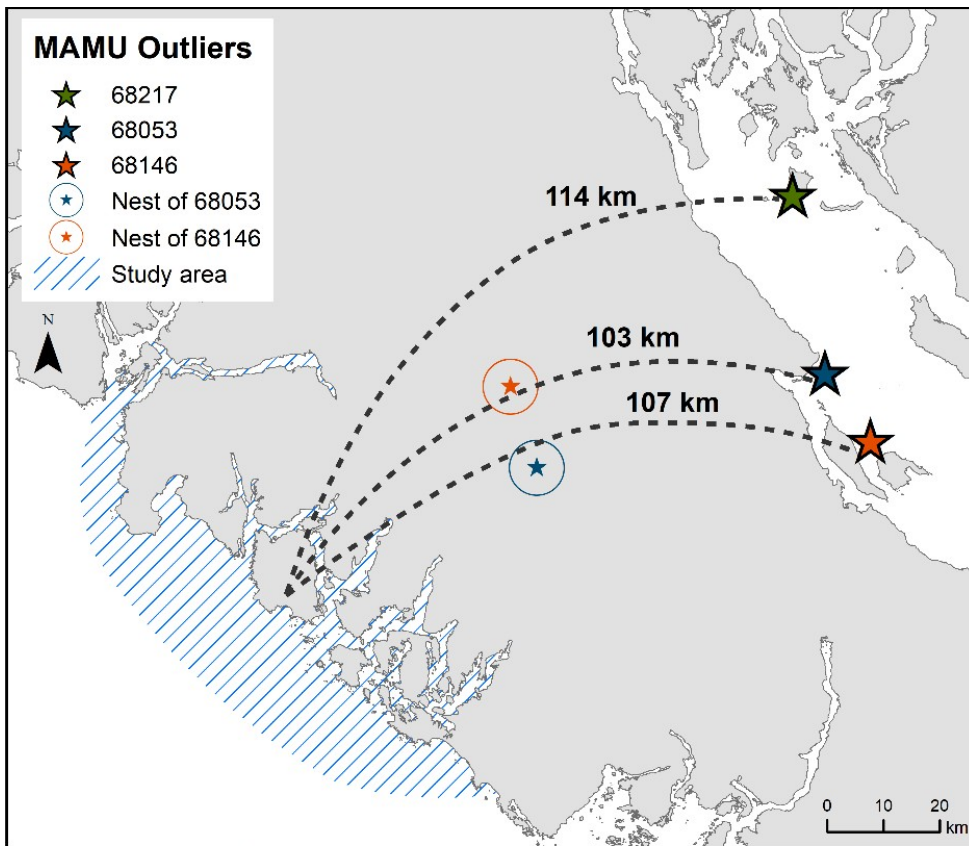 MAMU Outliers
68217
68053
68146
Nest of 68053
Nest of 68146
Study area
N
114 km
103 km
107 km
0 10 20
km